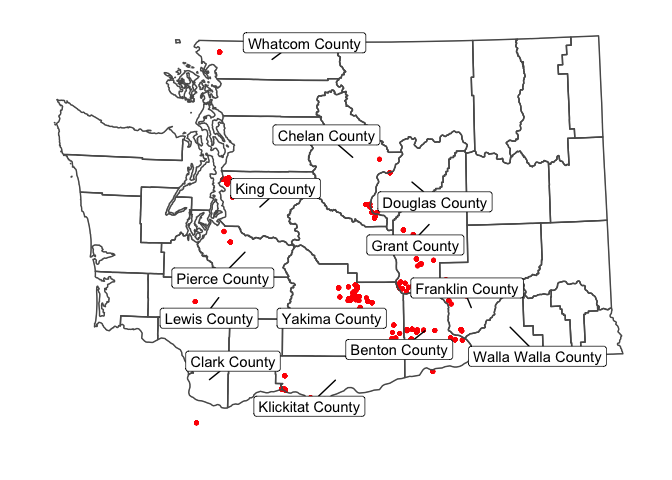 Whatcom County
Chelan County
King County
Douglas County
Grant County
Pierce County
Franklin County
Lewis County
Yakima County
Benton County
Walla Walla County
Clark County
Klickitat County